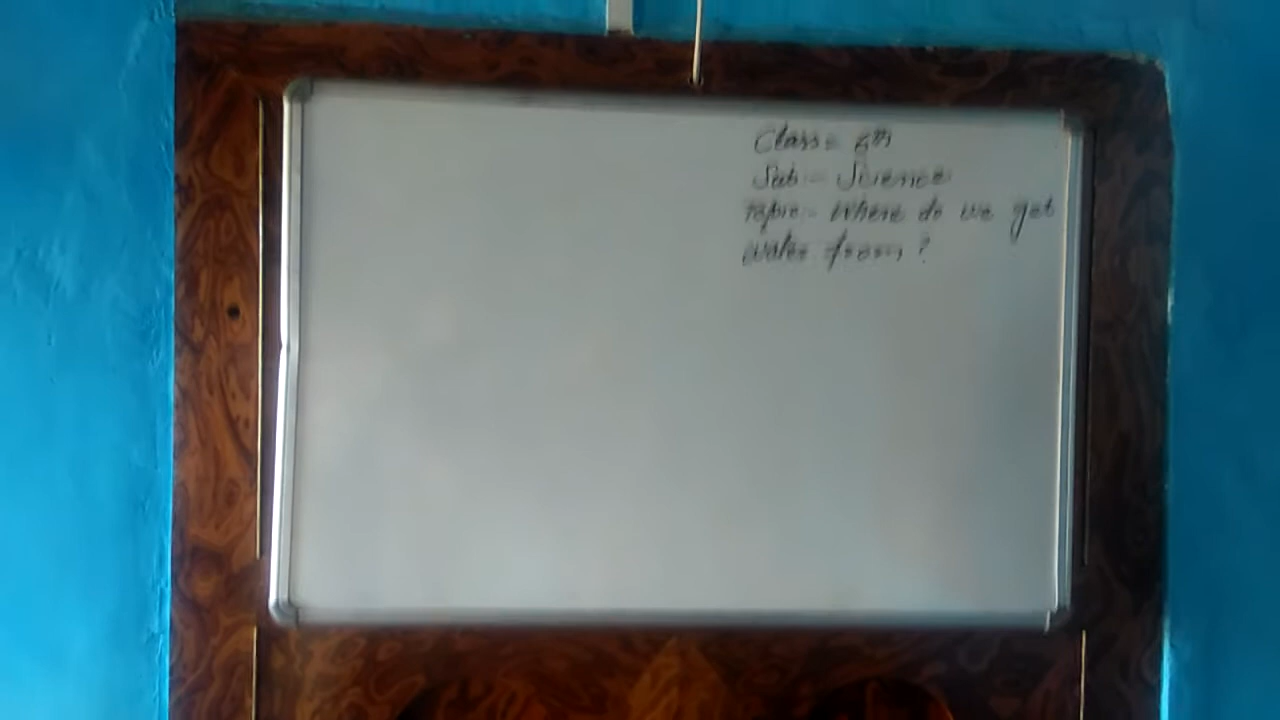 Class:- 6th
Sub:- Science
Topic:- Where do we get
water from?